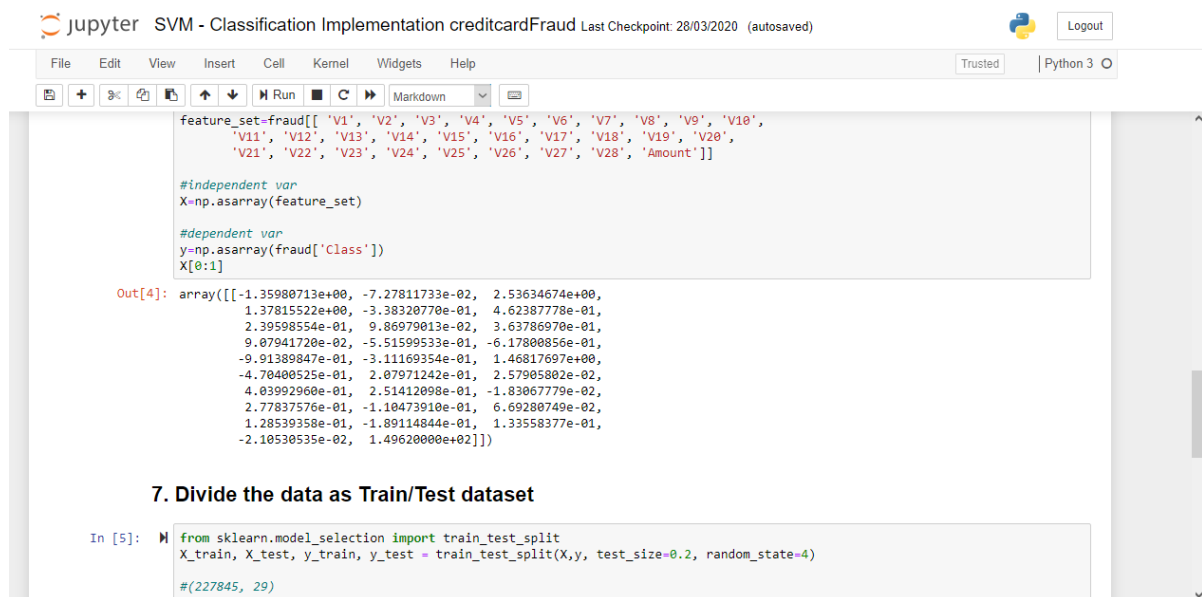 jupyter SVM - Classification Implementation creditcardFraud Last Checkpoint: 28/03/2020 (autosaved) Logout
File Edit View Insert Cell Kernel Widgets Help Trusted Python 3
Run Markdown
feature_set=fraud[[ 'V1', 'V2', 'V3', 'V4', 'V5', 'V6', 'V7', 'V8', 'V9', 'V10',
'V11', 'V12', 'V13', 'V14', 'V15', 'V16', 'V17', 'V18', 'V19', 'V20',
'V21', 'V22', 'V23', 'V24', 'V25', 'V26', 'V27', 'V28', 'Amount']]
#independent var
X=np.asarray(feature_set)
#dependent var
y=np.asarray(fraud['Class'])
X[0:1]
Out[4]: array([[-1.35980713e+00, -7.27811733e-02, 2.53634674e+00,
1.37815522e+00, -3.38320770e-01, 4.62387778e-01,
2.39598554e-01, 9.86979013e-02, 3.63786970e-01,
9.07941720e-02, -5.51599533e-01, -6.17800856e-01,
-9.91389847e-01, -3.11169354e-01, 1.46817697e+00,
-4.70400525e-01, 2.07971242e-01, 2.57905802e-02,
4.03992960e-01, 2.51412098e-01, -1.83067779e-02,
2.77837576e-01, -1.10473910e-01, 6.69280749e-02,
1.28539358e-01, -1.89114844e-01, 1.33558377e-01,
-2.10530535e-02, 1.49620000e+02]])
7. Divide the data as Train/Test dataset
In [5]: from sklearn.model_selection import train_test_split
X_train, X_test, y_train, y_test = train_test_split(X,y, test_size=0.2, random_state=4)
#(227845, 29)